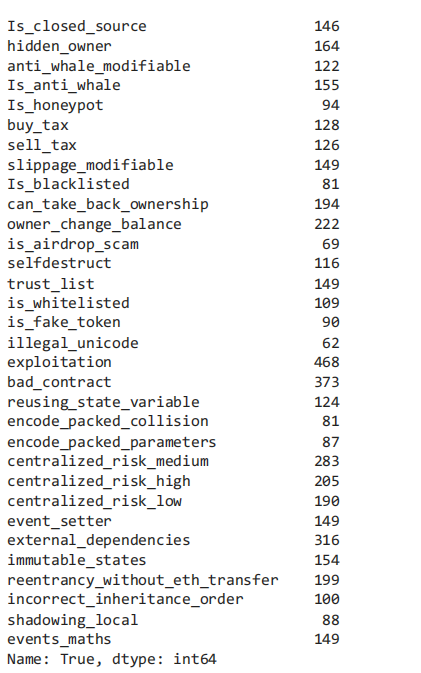 Is_closed_source 146
hidden_owner 164
anti_whale_modifiable 122
Is_anti_whale 155
Is_honeypot 94
buy_tax 128
sell_tax 126
slippage_modifiable 149
Is_blacklisted 81
can_take_back_ownership 194
owner_change_balance 222
is_airdrop_scam 69
selfdestruct 116
trust_list 149
is_whitelisted 109
is_fake_token 90
illegal_unicode 62
exploitation 468
bad_contract 373
reusing_state_variable 124
encode_packed_collision 81
encode_packed_parameters 87
centralized_risk_medium 283
centralized_risk_high 205
centralized_risk_low 190
event_setter 149
external_dependencies 316
immutable_states 154
reentrancy_without_eth_transfer 199
incorrect_inheritance_order 100
shadowing_local 88
events_maths 149
Name: True, dtype: int64